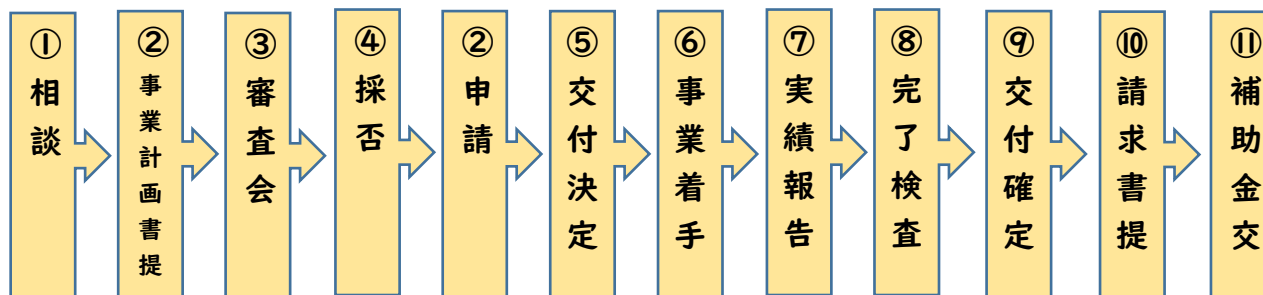 ①相談
②事業計画書提
③審査会
④採否
②申請
⑤交付決定
⑥事業着手
⑦実績報告
⑧完了検査
⑨交付確定
⑩請求書提
⑪補助金交